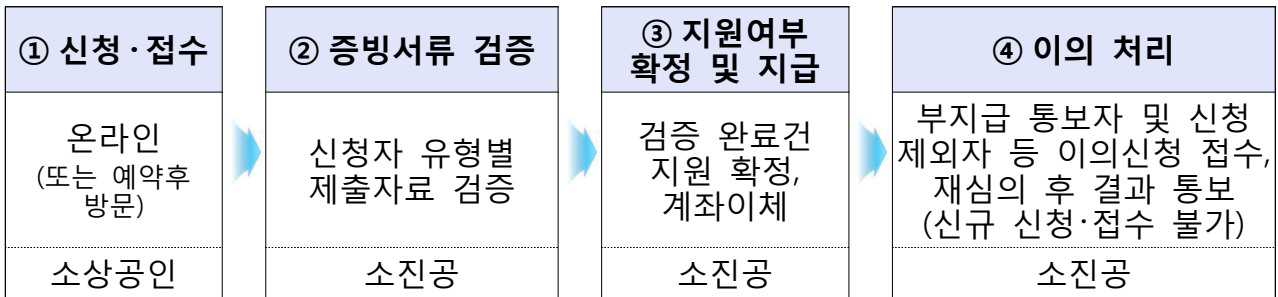 ① 신청·접수
온라인
(또는 예약후
방문)
소상공인
② 증빙서류 검증
신청자 유형별
제출자료 검증
소진공
③ 지원여부
확정 및 지급
검증 완료건
지원 확정,
계좌이체
소진공
④ 이의 처리
부지급 통보자 및 신청
제외자 등 이의신청 접수,
재심의 후 결과 통보
(신규 신청·접수 불가)
소진공